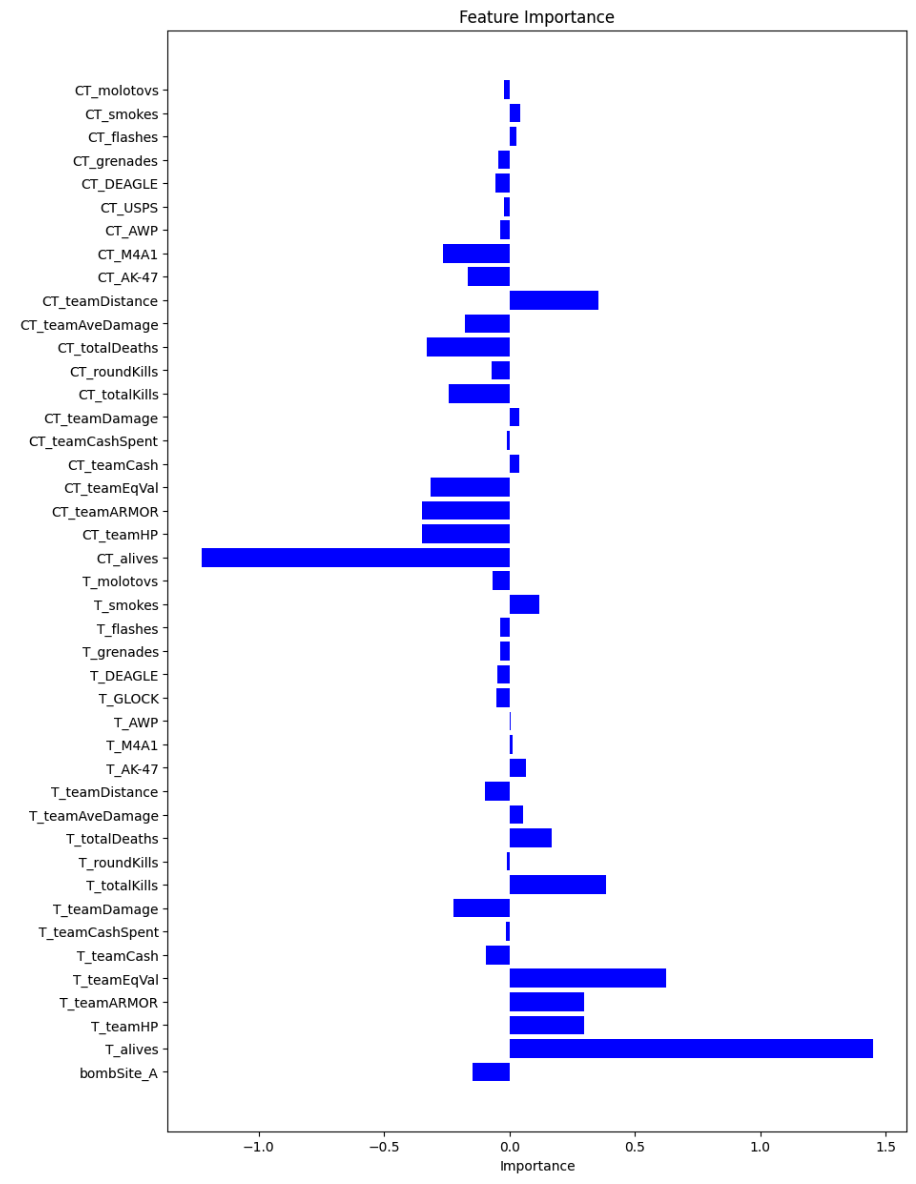 Feature Importance
CT_molotovs
CT_smokes
CT_flashes
CT_grenades
CT_DEAGLE
CT_USPS
CT_AWP
CT_M4A1
CT_AK-47
CT_teamDistance
CT_teamAveDamage
CT_totalDeaths
CT_roundKills
CT_totalKills
CT_teamDamage
CT_teamCashSpent
CT_teamCash
CT_teamEqVal
CT_teamARMOR
CT_teamHP
CT_alives
T_molotovs
T_smokes
T_flashes
T_grenades
T_DEAGLE
T_GLOCK
T_AWP
T_M4A1
T_AK-47
T_teamDistance
T_teamAveDamage
T_totalDeaths
T_roundKills
T_totalKills
T_teamDamage
T_teamCashSpent
T_teamCash
T_teamEqVal
T_teamARMOR
T_teamHP
T_alives
bombSite_A
−1.0 −0.5 0.0 0.5 1.0 1.5
Importance